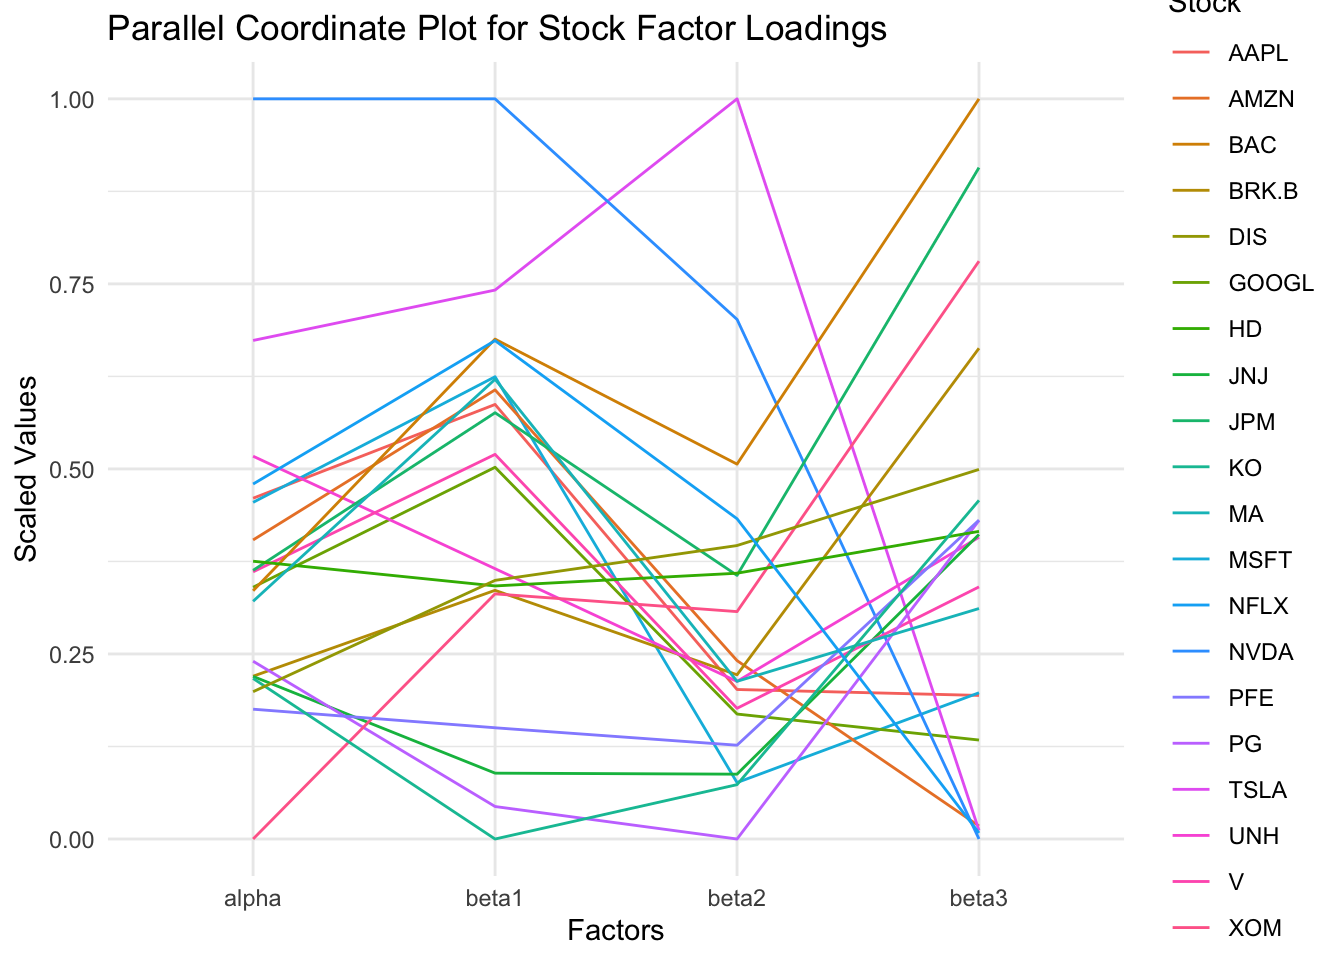 Parallel Coordinate Plot for Stock Factor Loadings
Stock
AAPL
AMZN
BAC
BRK.B
DIS
GOOGL
HD
JNJ
JPM
KO
MA
MSFT
NFLX
NVDA
PFE
PG
TSLA
UNH
V
XOM
Scaled Values
1.00
0.75
0.50
0.25
0.00
alpha beta1 beta2 beta3
Factors